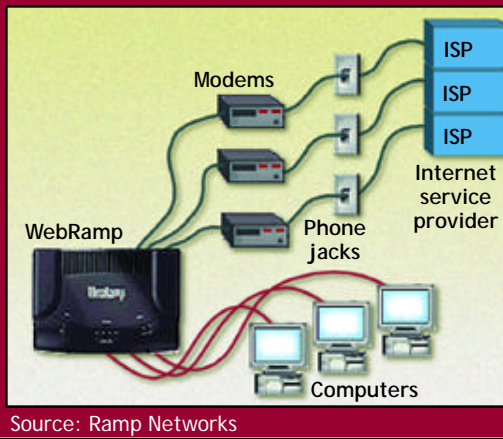 ISP
Modems
ISP
ISP
Internet
service
provider
WebRamp
Phone
jacks
Computers
Source: Ramp Networks